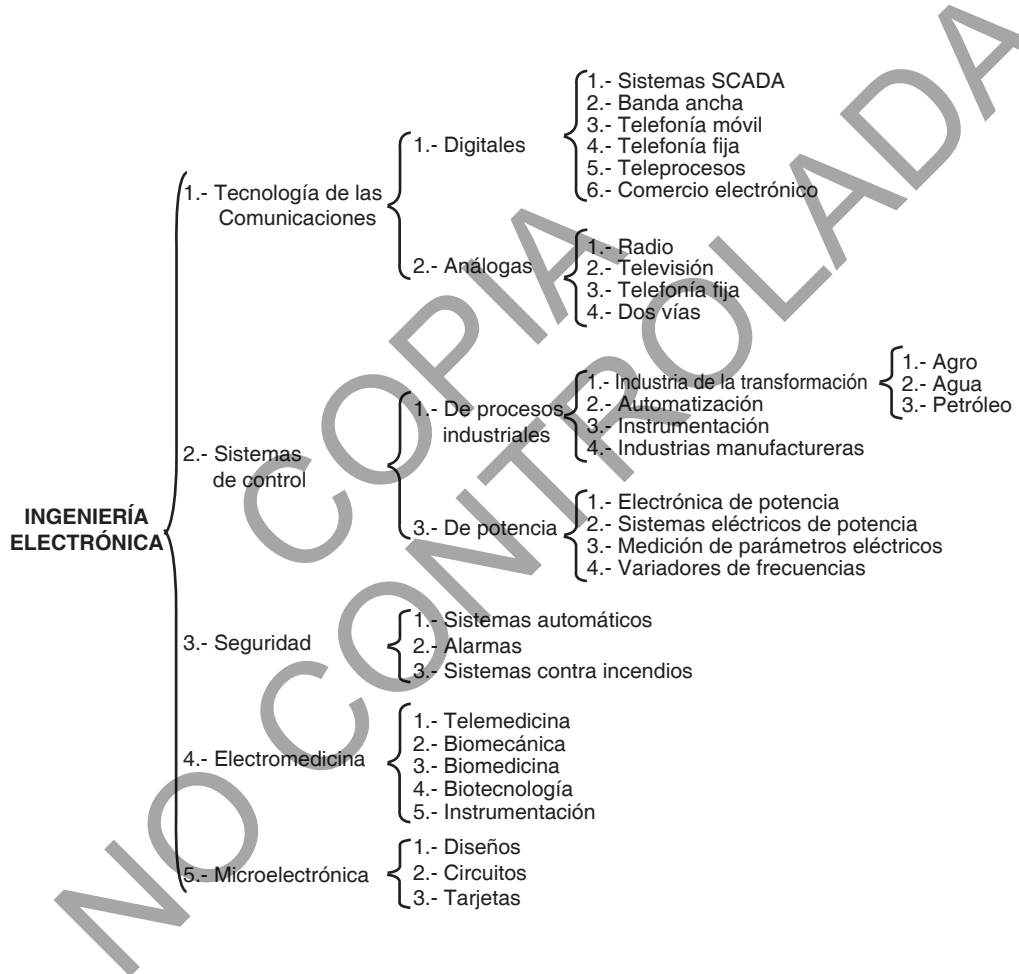 INGENIERÍA
ELECTRÓNICA
1.- Tecnología de las
Comunicaciones
1.- Digitales
1.- Sistemas SCADA
2.- Banda ancha
3.- Telefonía móvil
4.- Telefonía fija
5.- Teleprocesos
6.- Comercio electrónico
2.- Análogas
1.- Radio
2.- Televisión
3.- Telefonía fija
4.- Dos vías
2.- Sistemas
de control
1.- De procesos
industriales
1.- Industria de la transformación
1.- Agro
2.- Agua
3.- Petróleo
2.- Automatización
3.- Instrumentación
4.- Industrias manufactureras
3.- De potencia
1.- Electrónica de potencia
2.- Sistemas eléctricos de potencia
3.- Medición de parámetros eléctricos
4.- Variadores de frecuencias
3.- Seguridad
1.- Sistemas automáticos
2.- Alarmas
3.- Sistemas contra incendios
4.- Electromedicina
1.- Telemedicina
2.- Biomecánica
3.- Biomedicina
4.- Biotecnología
5.- Instrumentación
5.- Microelectrónica
1.- Diseños
2.- Circuitos
3.- Tarjetas
COPIA
NO CONTROLADA